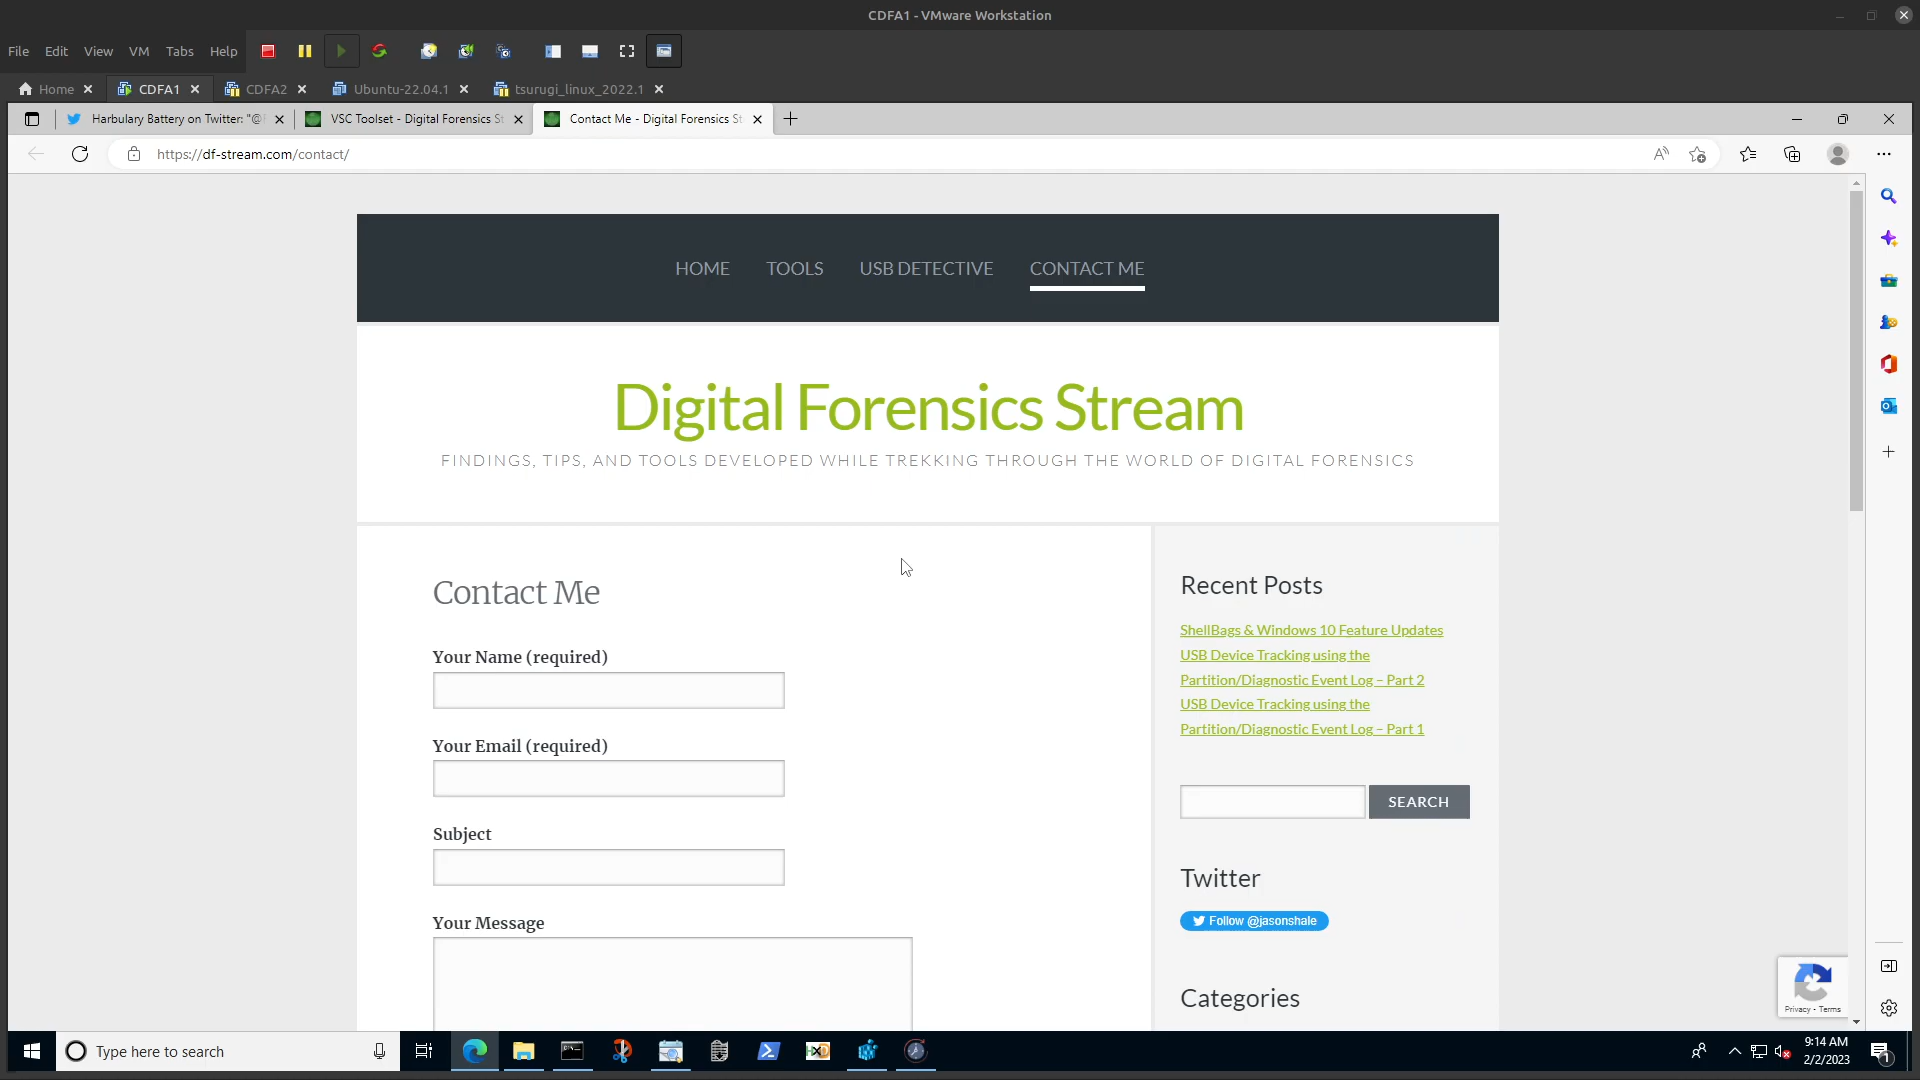 CDFA1 - VMware Workstation
File Edit View VM Tabs Help
Home CDFA1 CDFA2 Ubuntu-22.04.1 tsurugi_linux_2022.1
Harbulary Battery on Twitter: "@ VSC Toolset - Digital Forensics St Contact Me - Digital Forensics St
https://df-stream.com/contact/
HOME TOOLS USB DETECTIVE CONTACT ME
Digital Forensics Stream
FINDINGS, TIPS, AND TOOLS DEVELOPED WHILE TREKKING THROUGH THE WORLD OF DIGITAL FORENSICS
Contact Me
Your Name (required)
Your Email (required)
Subject
Your Message
Recent Posts
ShellBags & Windows 10 Feature Updates
USB Device Tracking using the
Partition/Diagnostic Event Log – Part 2
USB Device Tracking using the
Partition/Diagnostic Event Log – Part 1
SEARCH
Twitter
Follow @jasonshale
Categories
Privacy - Terms
Type here to search
9:14 AM
2/2/2023
1